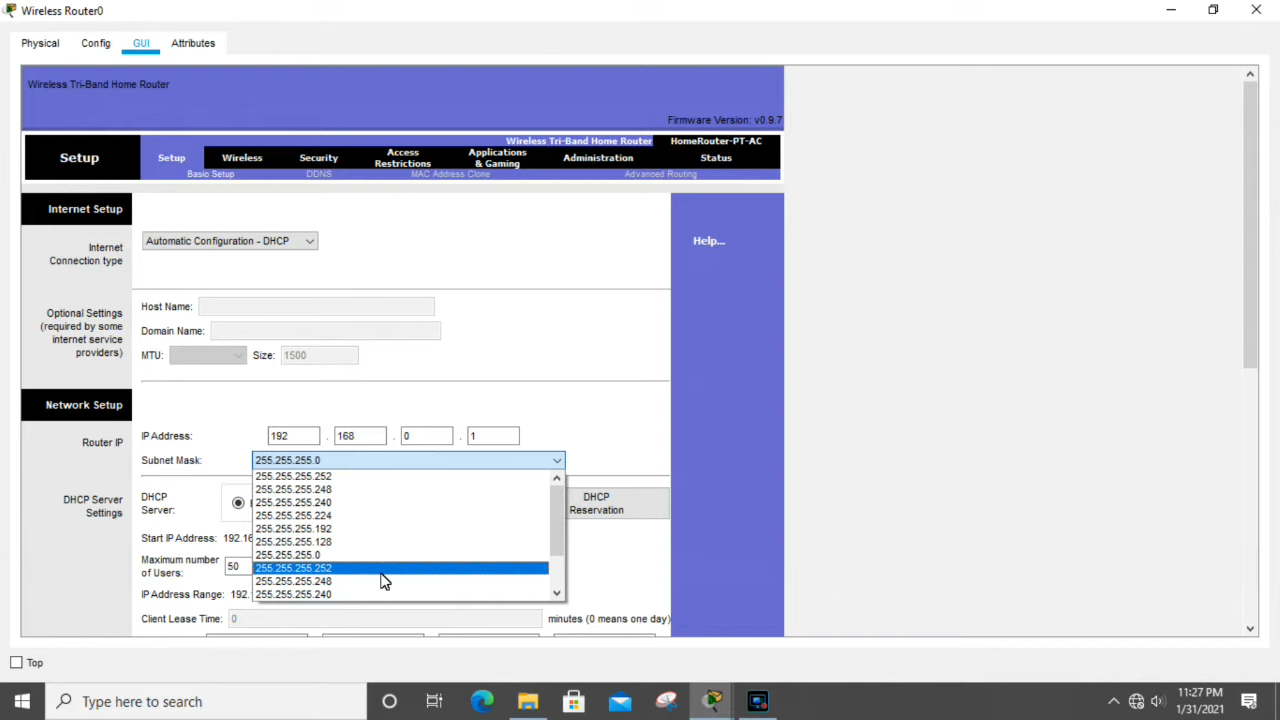 Wireless Router0
Physical
Config
GUI
Attributes
Wireless Tri-Band Home Router
Firmware Version: v0.9.7
Wireless Tri-Band Home Router
HomeRouter-PT-AC
Setup
Setup
Wireless
Security
Access
Restrictions
Applications
& Gaming
Administration
Status
Basic Setup
DDNS
MAC Address Clone
Advanced Routing
Internet Setup
Help...
Internet
Connection type
Automatic Configuration - DHCP
Optional Settings
(required by some
internet service
providers)
Host Name:
Domain Name:
MTU:
Size:
1500
Network Setup
Router IP
IP Address:
192 . 168 . 0 . 1
Subnet Mask:
255.255.255.0
255.255.255.252
255.255.255.248
255.255.255.240
255.255.255.224
255.255.255.192
255.255.255.128
255.255.255.0
255.255.255.252
255.255.255.248
255.255.255.240
DHCP Server
Settings
DHCP
Server:
DHCP
Reservation
Start IP Address: 192.16
Maximum number
of Users:
50
IP Address Range: 192.
Client Lease Time:
0
minutes (0 means one day)
Top
Type here to search
11:27 PM
1/31/2021